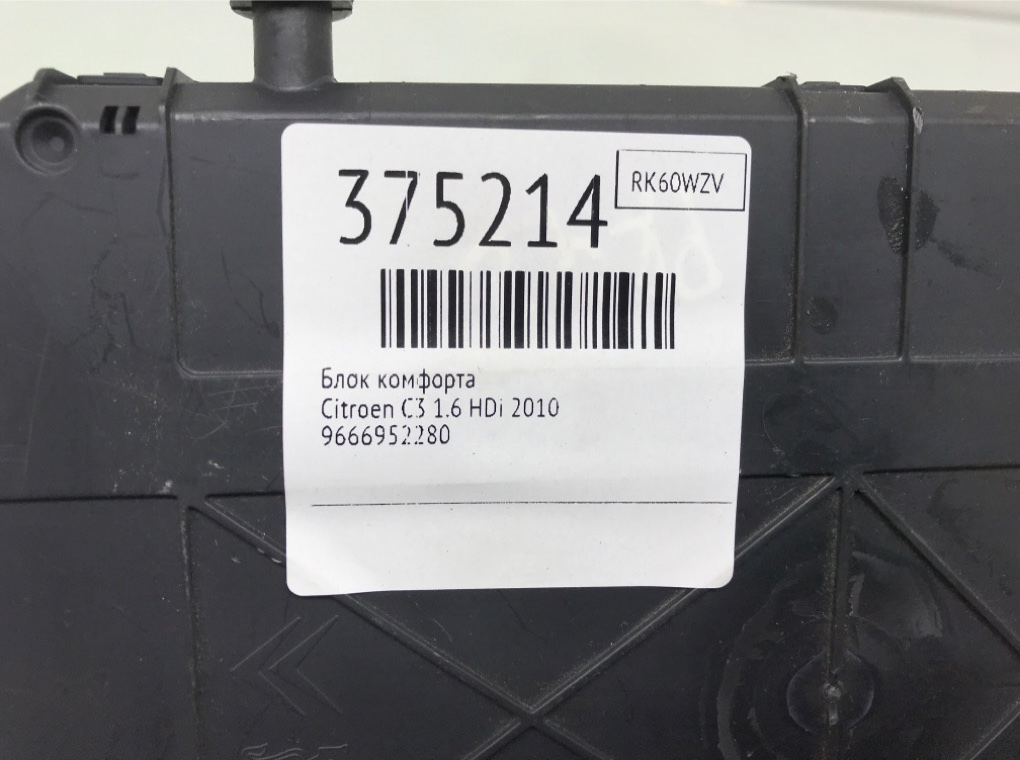 375214
RK60WZV
Блок комфорта
Citroen C3 1.6 HDi 2010
9666952280